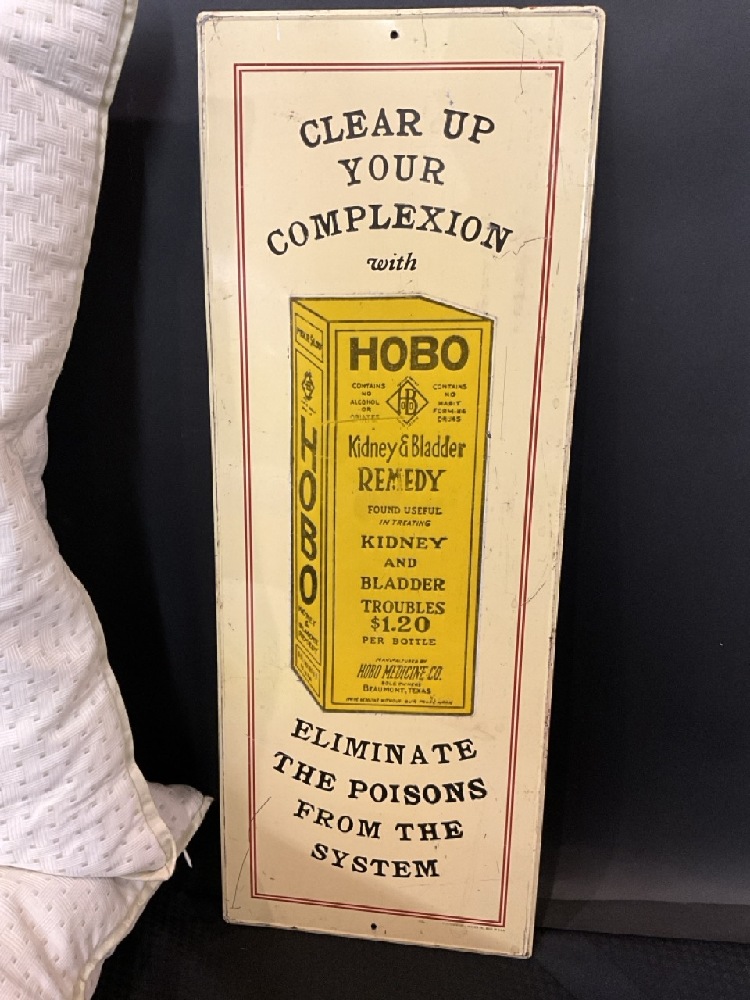 CLEAR UP
YOUR
COMPLEXION
with
HOBO
CONTAINS
NO
ALCOHOL
OR
OPIATES
HB
CONTAINS
NO
HABIT
FORMING
DRUGS
Kidney & Bladder
REMEDY
FOUND USEFUL
IN TREATING
KIDNEY
AND
BLADDER
TROUBLES
$1.20
PER BOTTLE
MANUFACTURED BY
HOBO MEDICINE CO.
BEAUMONT, TEXAS
HOBO
ELIMINATE
THE POISONS
FROM THE
SYSTEM